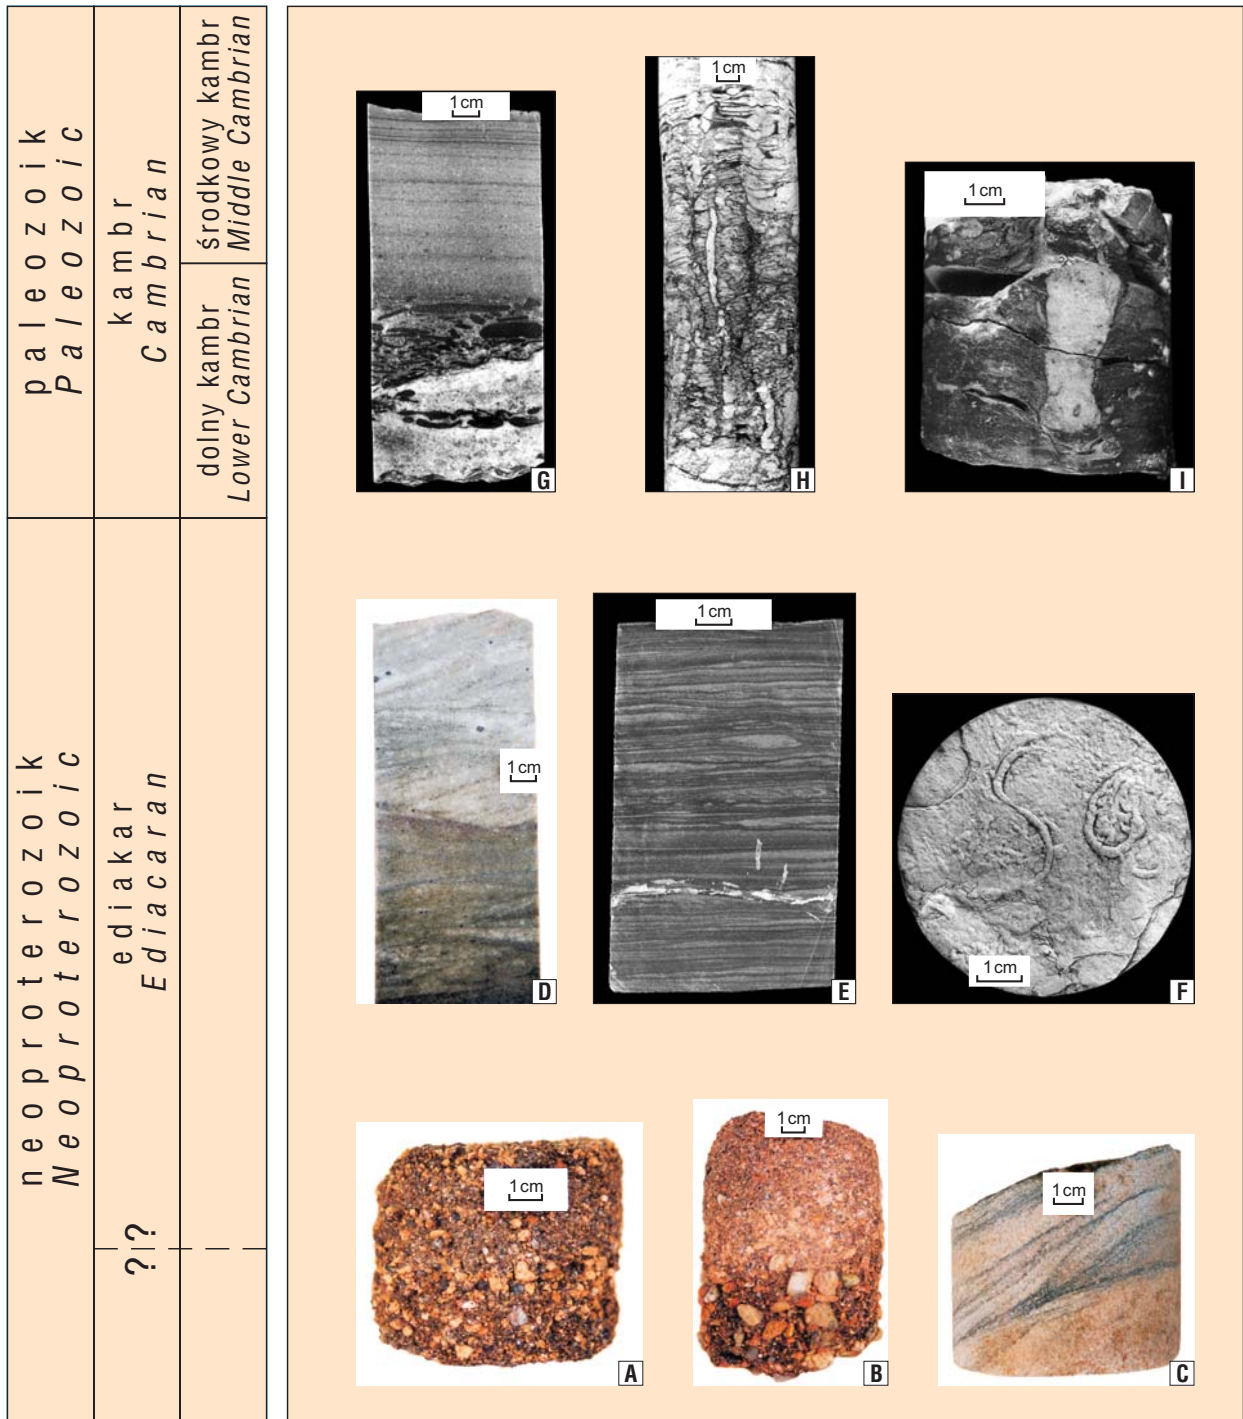 paleozoik
Paleozoic
kambr
Cambrian
środkowy kambr
Middle Cambrian
dolny kambr
Lower Cambrian
neoproterozoik
Neoproterozoic
ediakar
Ediacaran
? ?
? ?
1 cm
G
1 cm
1
H
1 cm
I
1 cm
D
1 cm
E
1 cm
F
1 cm
A
1 cm
B
1 cm
C